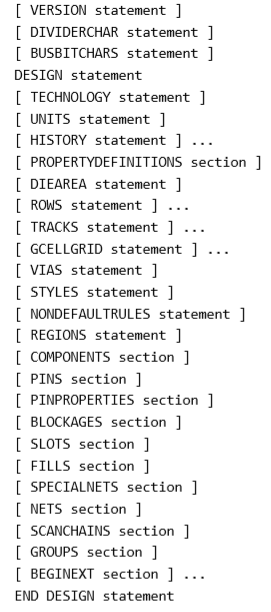 [ VERSION statement ]
[ DIVIDERCHAR statement ]
[ BUSBITCHARS statement ]
DESIGN statement
[ TECHNOLOGY statement ]
[ UNITS statement ]
[ HISTORY statement ] ...
[ PROPERTYDEFINITIONS section ]
[ DIEAREA statement ]
[ ROWS statement ] ...
[ TRACKS statement ] ...
[ GCELLGRID statement ] ...
[ VIAS statement ]
[ STYLES statement ]
[ NONDEFAULTRULES statement ]
[ REGIONS statement ]
[ COMPONENTS section ]
[ PINS section ]
[ PINPROPERTIES section ]
[ BLOCKAGES section ]
[ SLOTS section ]
[ FILLS section ]
[ SPECIALNETS section ]
[ NETS section ]
[ SCANCHAINS section ]
[ GROUPS section ]
[ BEGINEXT section ] ...
END DESIGN statement